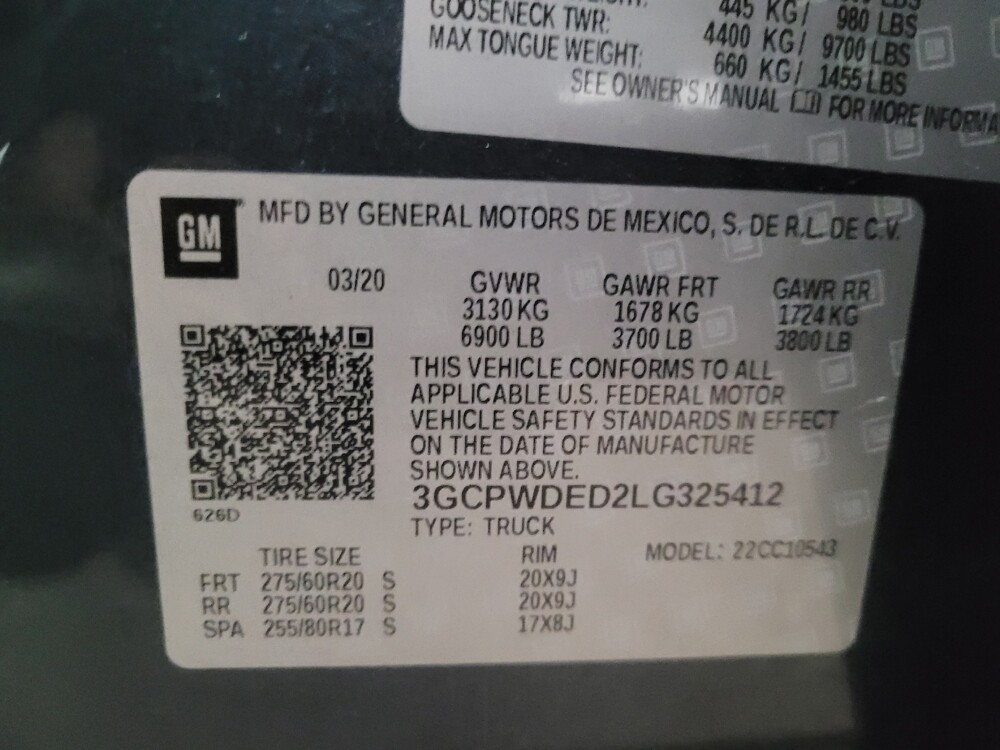 445 KG/ 980 LBS
GOOSENECK TWR: 4400 KG/ 9700 LBS
MAX TONGUE WEIGHT: 660 KG/ 1455 LBS
SEE OWNER'S MANUAL FOR MORE INFORMA
GM MFD BY GENERAL MOTORS DE MEXICO, S. DE R.L. DE C.V.
03/20 GVWR GAWR FRT GAWR RR
3130 KG 1678 KG 1724 KG
6900 LB 3700 LB 3800 LB
THIS VEHICLE CONFORMS TO ALL
APPLICABLE U.S. FEDERAL MOTOR
VEHICLE SAFETY STANDARDS IN EFFECT
ON THE DATE OF MANUFACTURE
SHOWN ABOVE.
3GCPWDED2LG325412
626D
TYPE: TRUCK
TIRE SIZE RIM MODEL: 22CC10543
FRT 275/60R20 S 20X9J
RR 275/60R20 S 20X9J
SPA 255/80R17 S 17X8J